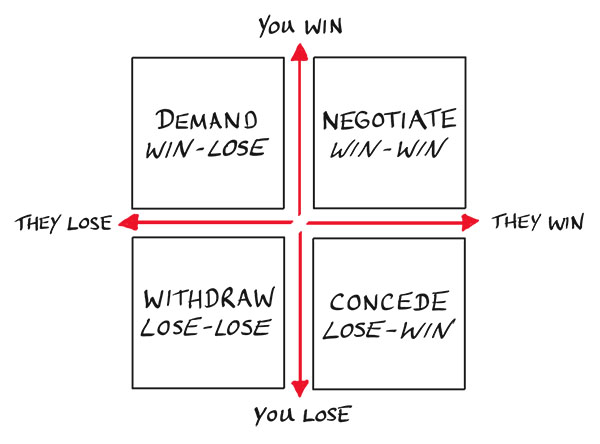 YOU WIN
DEMAND
WIN-LOSE
NEGOTIATE
WIN-WIN
THEY LOSE
THEY WIN
WITHDRAW
LOSE-LOSE
CONCEDE
LOSE-WIN
YOU LOSE